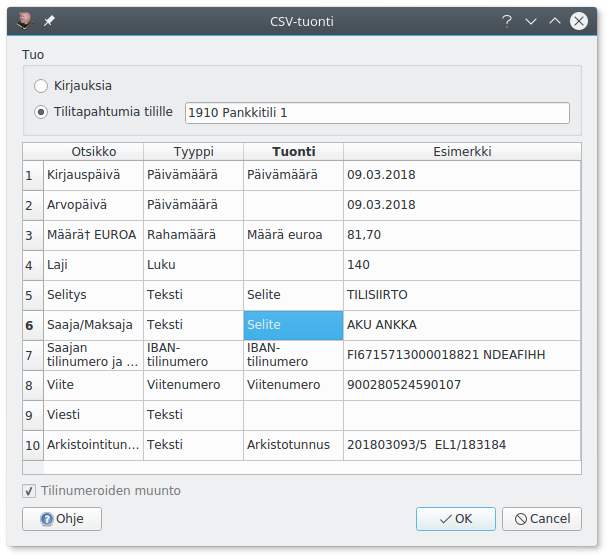 CSV-tuonti
Tuo
Kirjauksia
Tilitapahtumia tilille 1910 Pankkitili 1
Otsikko Tyyppi Tuonti Esimerkki
1 Kirjauspäivä Päivämäärä Päivämäärä 09.03.2018
2 Arvopäivä Päivämäärä 09.03.2018
3 Määrä† EUROA Rahamäärä Määrä euroa 81,70
4 Laji Luku 140
5 Selitys Teksti Selite TILISIIRTO
6 Saaja/Maksaja Teksti Selite AKU ANKKA
7 Saajan tilinumero ja ... IBAN-tilinumero IBAN-tilinumero FI6715713000018821 NDEAFIHH
8 Viite Viitenumero Viitenumero 900280524590107
9 Viesti Teksti
10 Arkistointitun... Teksti Arkistotunnus 201803093/5 EL1/183184
Tilinumeroiden muunto
Ohje OK Cancel